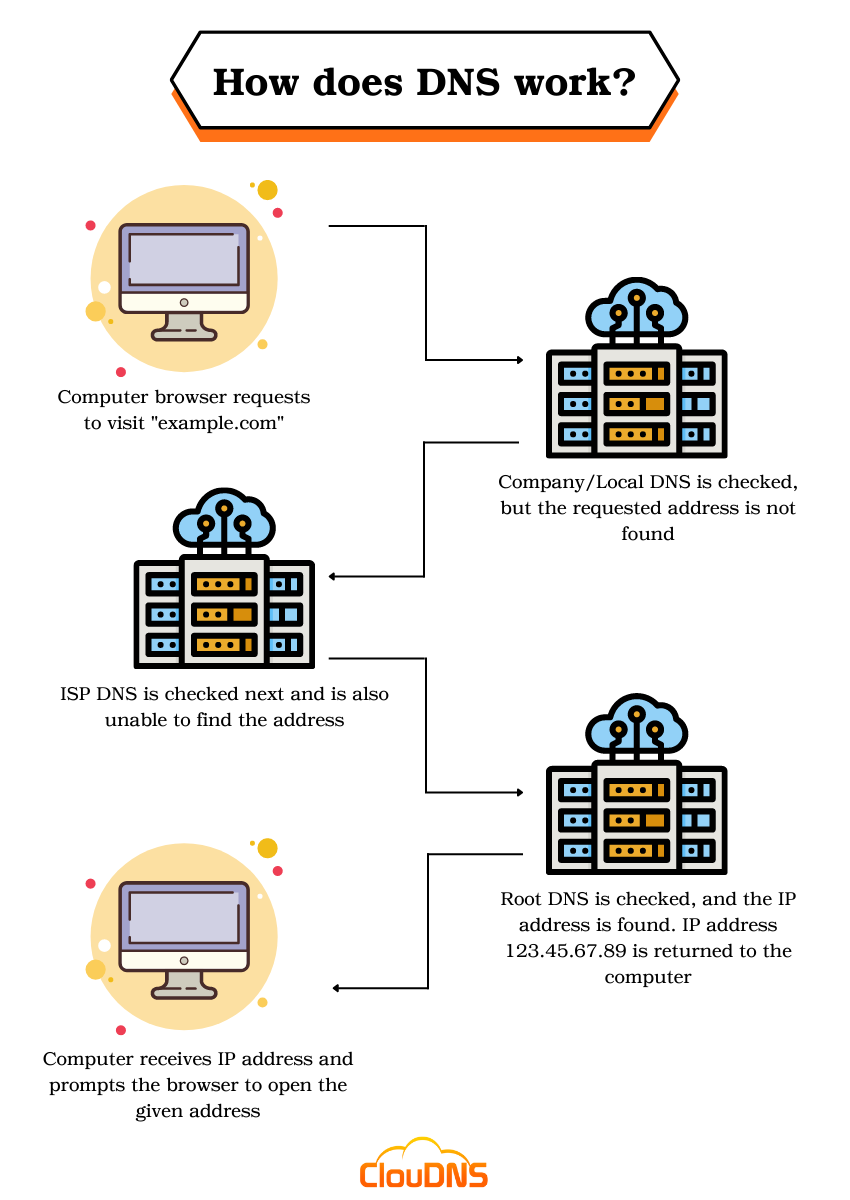 How does DNS work?
Computer browser requests
to visit "example.com"
Company/Local DNS is checked,
but the requested address is not
found
ISP DNS is checked next and is also
unable to find the address
Root DNS is checked, and the IP
address is found. IP address
123.45.67.89 is returned to the
computer
Computer receives IP address and
prompts the browser to open the
given address
ClouDNS